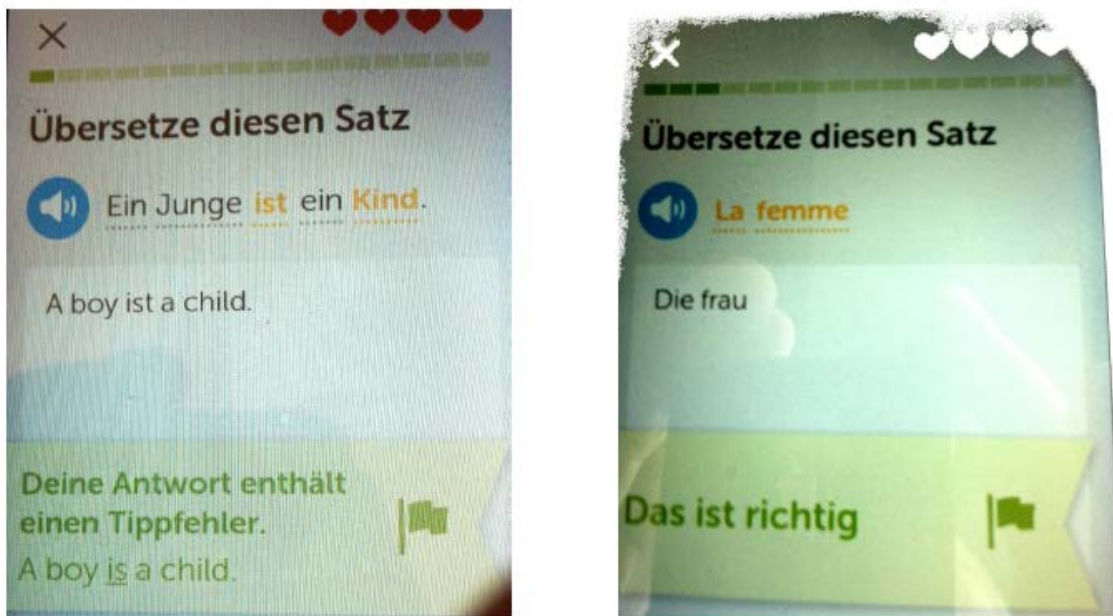 Übersetze diesen Satz
Ein Junge ist ein Kind.
A boy ist a child.
Deine Antwort enthält
einen Tippfehler.
A boy is a child.
Übersetze diesen Satz
La femme
Die frau
Das ist richtig